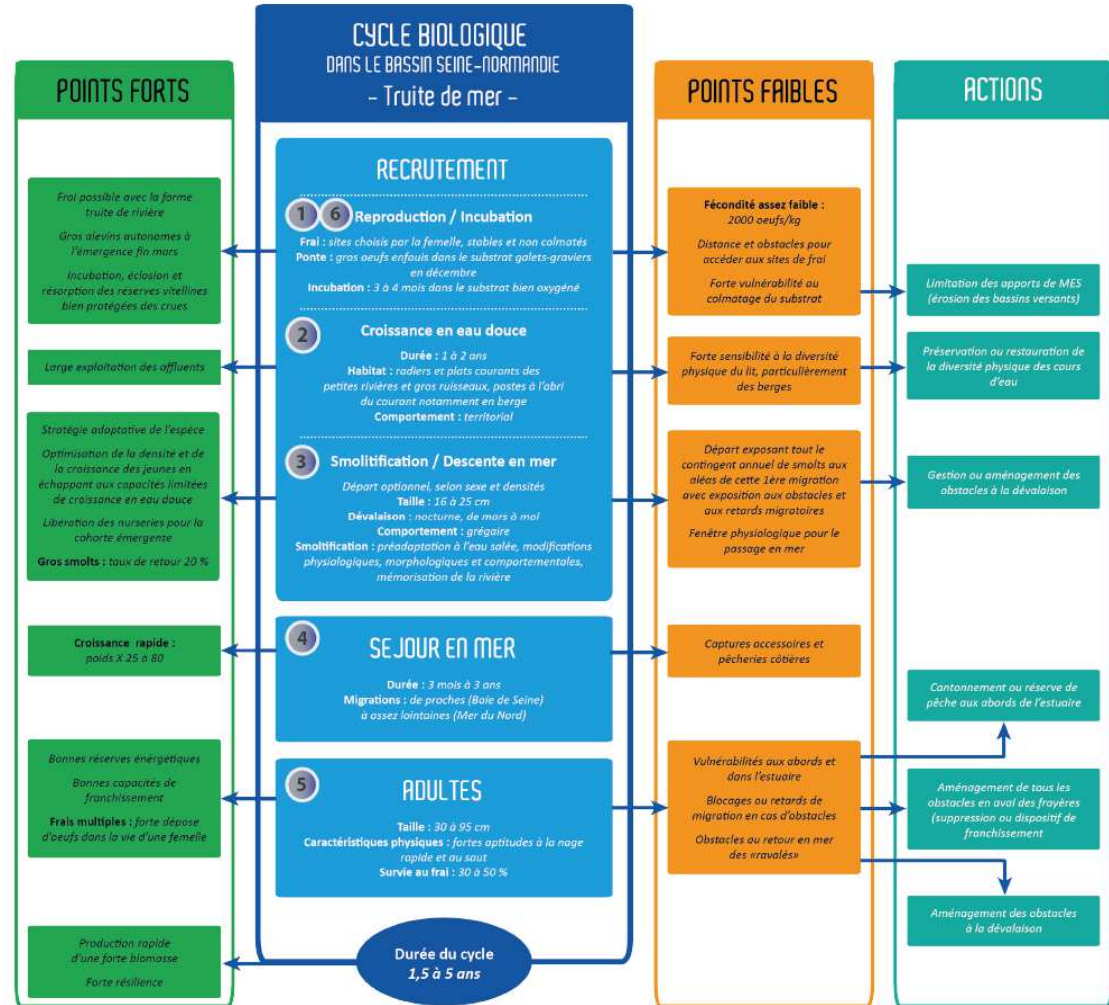 CYCLE BIOLOGIQUE
DANS LE BASSIN SEINE-NORMANDIE
- Truite de mer -
POINTS FORTS
Frai possible avec la forme
truite de rivière
Gros alevins autonomes à
l'émergence fin mars
Incubation, éclosion et
résorption des réserves vitellines
bien protégées des crues
Large exploitation des affluents
Stratégie adaptative de l'espèce
Optimisation de la densité et de
la croissance des jeunes en
échappant aux capacités limitées
de croissance en eau douce
Libération des nurseries pour la
cohorte émergente
Gros smolts : taux de retour 20 %
Croissance rapide :
poids X 25 à 80
Bonnes réserves énergétiques
Bonnes capacités de
franchissement
Frais multiples : forte dépose
d'oeufs dans la vie d'une femelle
Production rapide
d'une forte biomasse
Forte résilience
RECRUTEMENT
1 6 Reproduction / Incubation
Frai : sites choisis par la femelle, stables et non colmatés
Ponte : gros oeufs enfouis dans le substrat galets-graviers
en décembre
Incubation : 3 à 4 mois dans le substrat bien oxygéné
2 Croissance en eau douce
Durée : 1 à 2 ans
Habitat : radiers et plats courants des
petites rivières et gros ruisseaux, postes à l'abri
du courant notamment en berge
Comportement : territorial
3 Smolitification / Descente en mer
Départ optionnel, selon sexe et densités
Taille : 16 à 25 cm
Dévalaison : nocturne, de mars à mai
Comportement : grégaire
Smoltification : préadaptation à l'eau salée, modifications
physiologiques, morphologiques et comportementales,
mémorisation de la rivière
4 SEJOUR EN MER
Durée : 3 mois à 3 ans
Migrations : de proches (Baie de Seine)
à assez lointaines (Mer du Nord)
5 ADULTES
Taille : 30 à 95 cm
Caractéristiques physiques : fortes aptitudes à la nage
rapide et au saut
Survie au frai : 30 à 50 %
Durée du cycle
1,5 à 5 ans
POINTS FAIBLES
Fécondité assez faible :
2000 oeufs/kg
Distance et obstacles pour
accéder aux sites de frai
Forte vulnérabilité au
colmatage du substrat
Forte sensibilité à la diversité
physique du lit, particulièrement
des berges
Départ exposant tout le
contingent annuel de smolts aux
aléas de cette 1ère migration
avec exposition aux obstacles et
aux retards migratoires
Fenêtre physiologique pour le
passage en mer
Captures accessoires et
pêcheries côtières
Vulnérabilités aux abords et
dans l'estuaire
Blocages ou retards de
migration en cas d'obstacles
Obstacles au retour en mer
des «ravalés»
ACTIONS
Limitation des apports de MES
(érosion des bassins versants)
Préservation ou restauration de
la diversité physique des cours
d'eau
Gestion ou aménagement des
obstacles à la dévalaison
Cantonnement ou réserve de
pêche aux abords de l'estuaire
Aménagement de tous les
obstacles en aval des frayères
(suppression ou dispositif de
franchissement
Aménagement des obstacles
à la dévalaison